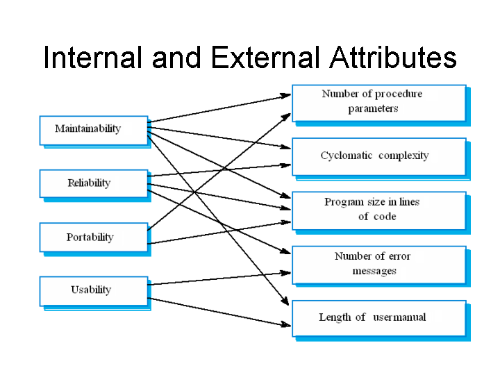 Internal and External Attributes
Number of procedure
parameters
Maintainability
Cyclomatic complexity
Reliability
Program size in lines
of code
Portability
Number of error
messages
Usability
Length of usermanual